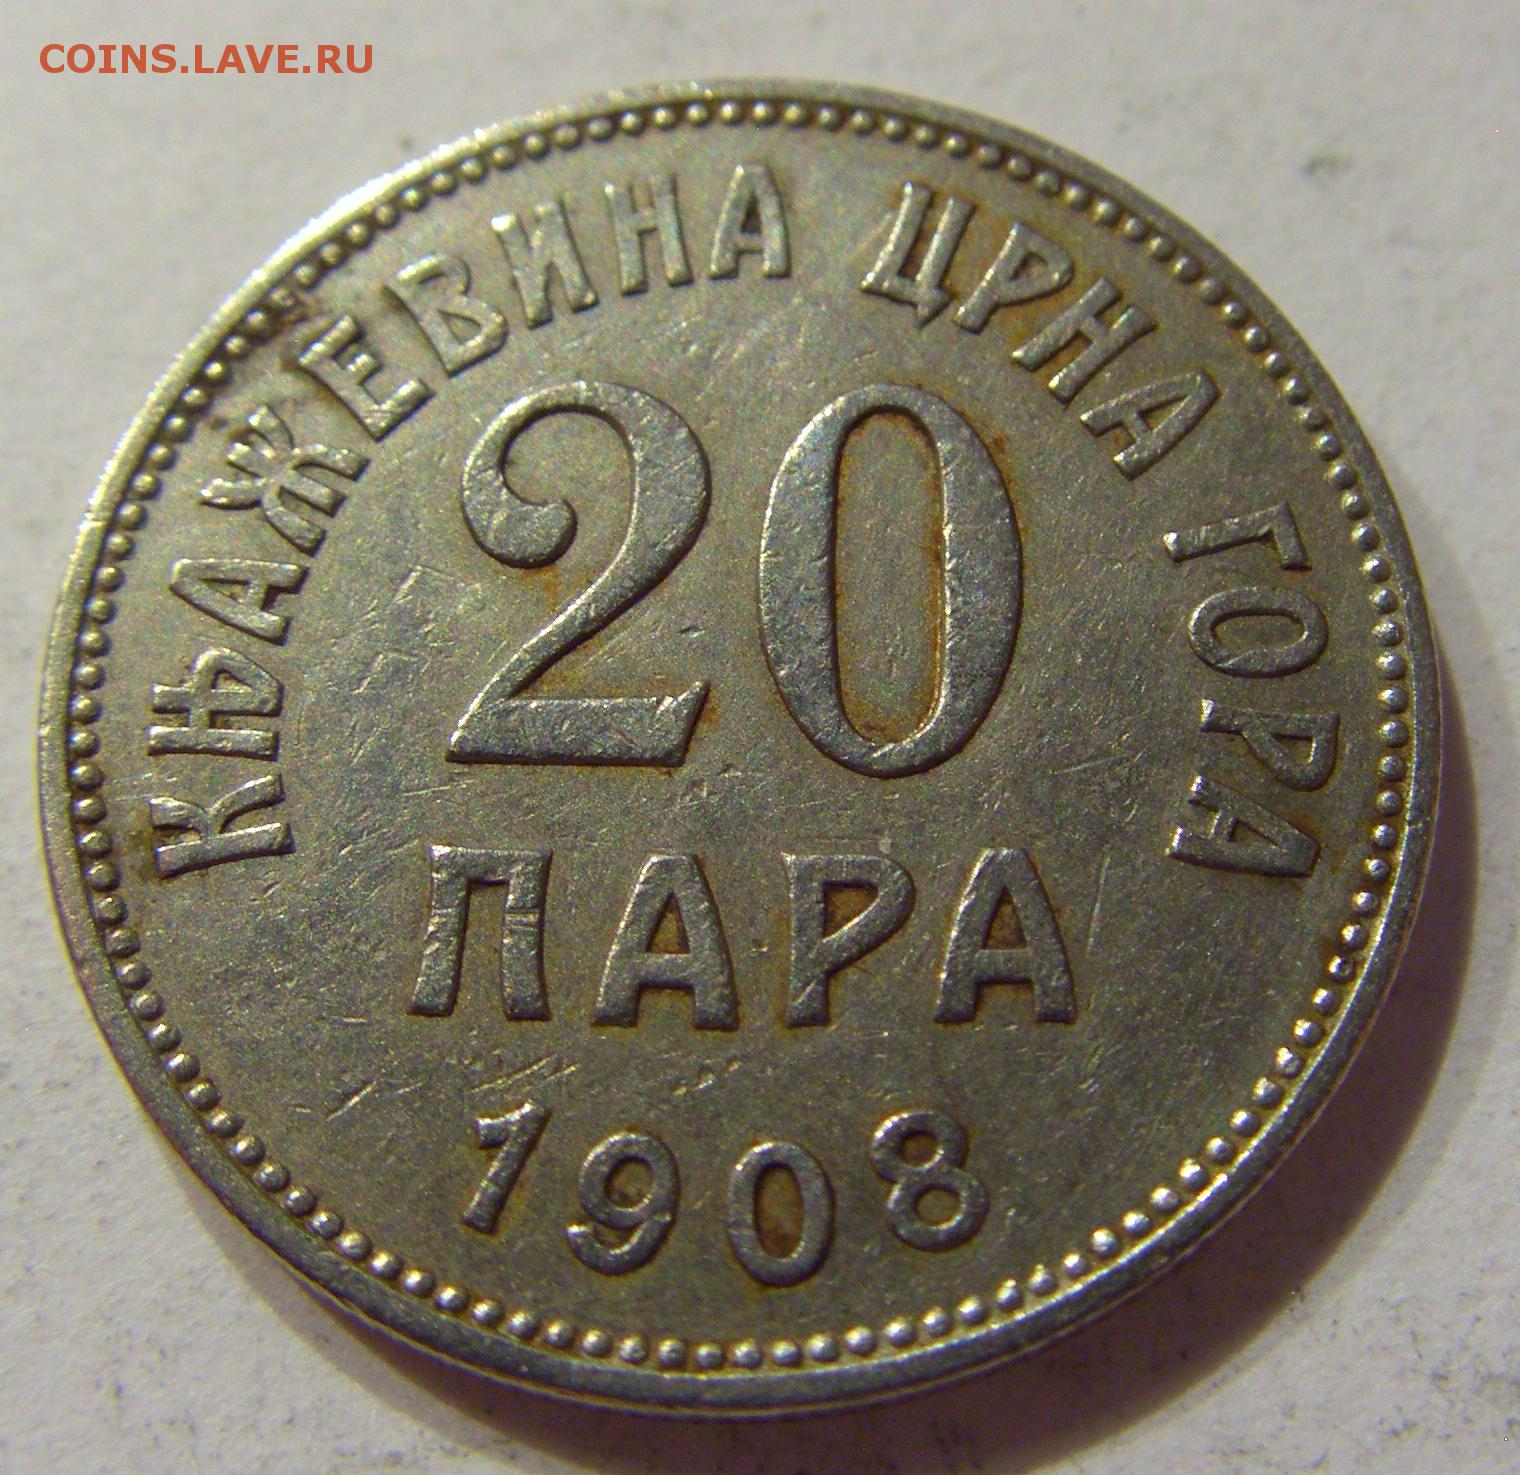 COINS.LAVE.RU
КЊАЖЕВИНА ЦРНА ГОРА
20
ПАРА
1908